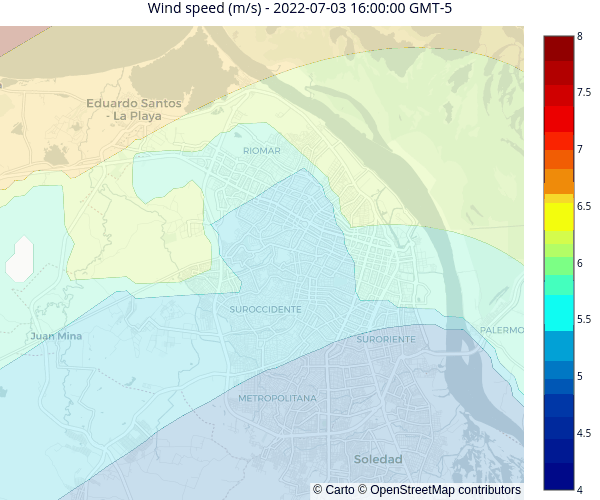 Wind speed (m/s) - 2022-07-03 16:00:00 GMT-5
8
7.5
7
6.5
6
5.5
5
4.5
4
Eduardo Santos
- La Playa
RIOMAR
SUROCCIDENTE
Juan Mina
SURORIENTE
PALERMO
METROPOLITANA
Soledad
© Carto © OpenStreetMap contributors